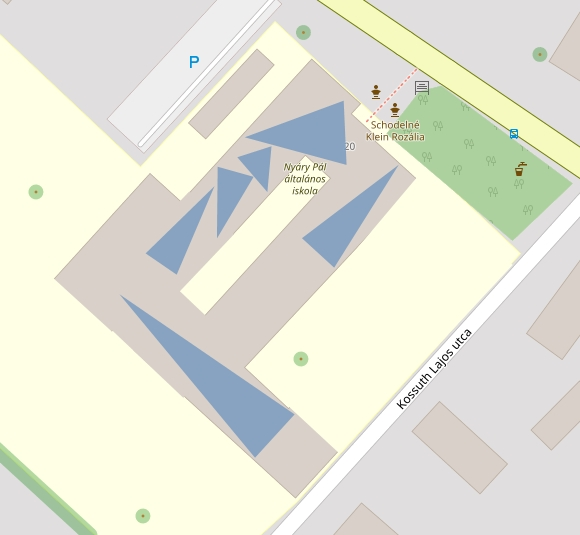 P
Schodelné
Klein Rozália
20
Nyáry Pál
általános
iskola
Kossuth Lajos utca